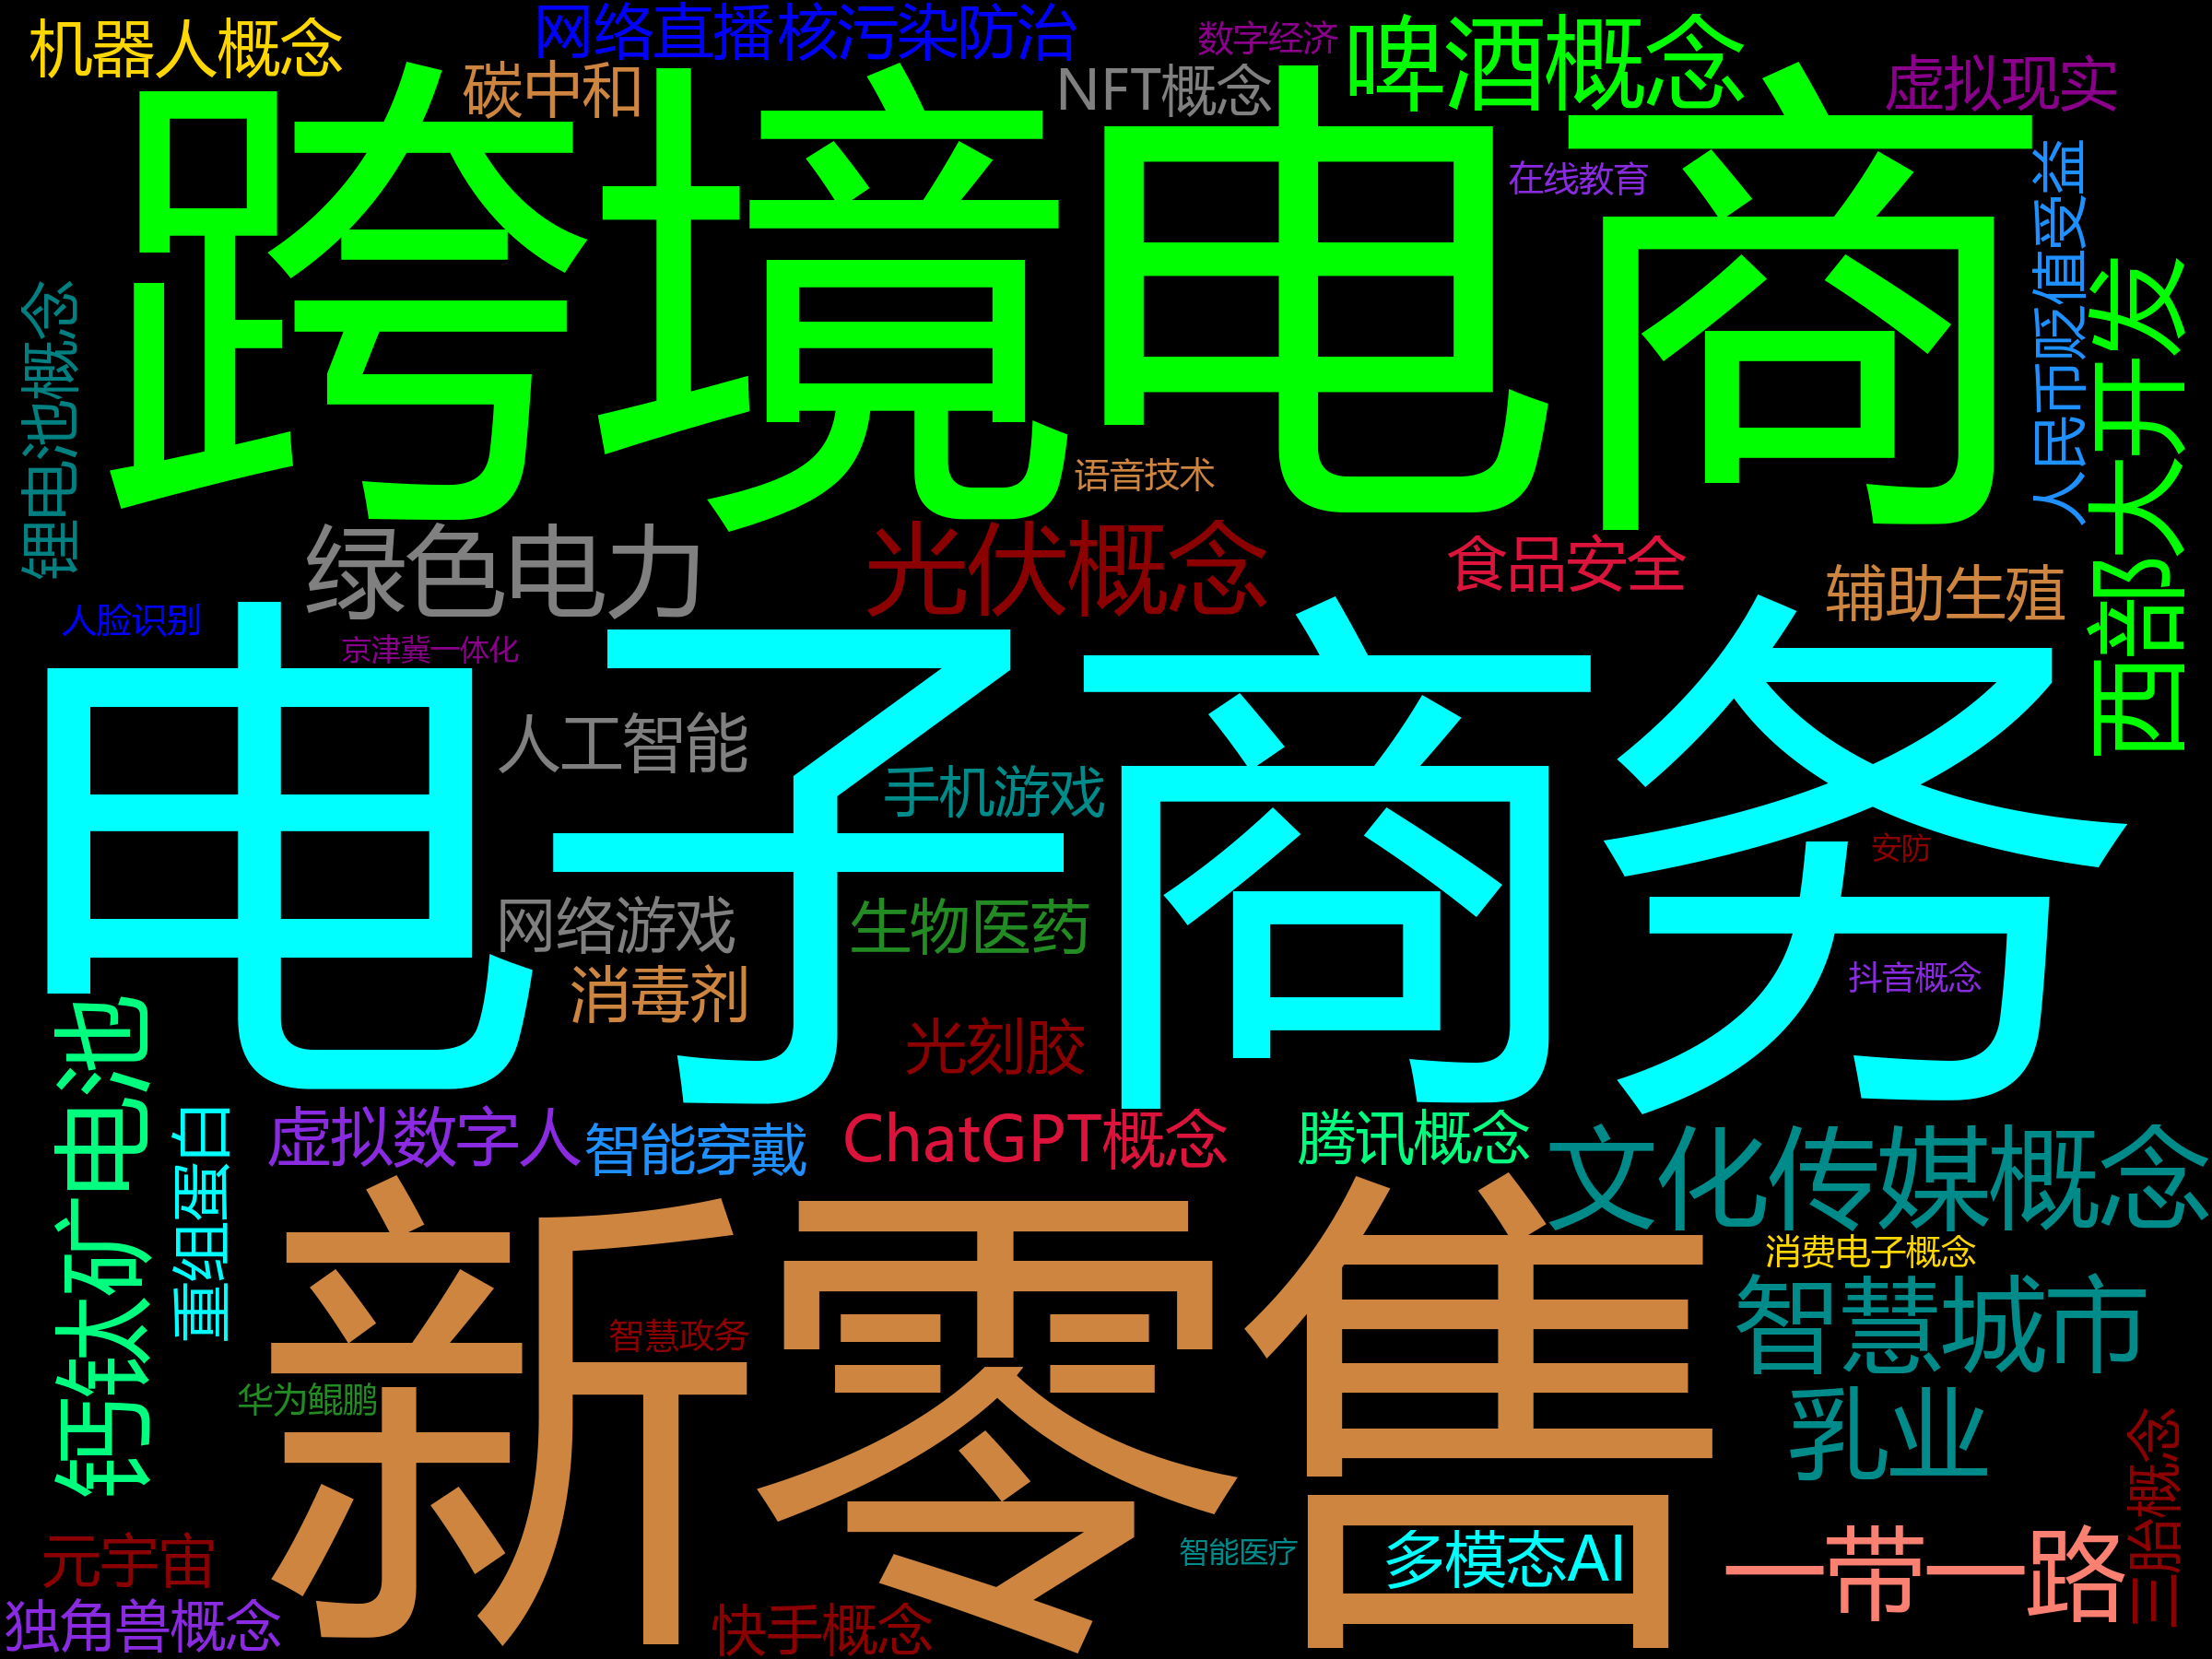 机器人概念
网络直播
核污染防治
数字经济
啤酒概念
虚拟现实
碳中和
NFT概念
跨境电商
在线教育
人民币贬值受益
西部大开发
锂电池概念
语音技术
绿色电力
光伏概念
食品安全
辅助生殖
人脸识别
京津冀一体化
电子商务
人工智能
手机游戏
安防
网络游戏
生物医药
消毒剂
抖音概念
光刻胶
钙钛矿电池
重组蛋白
虚拟数字人
智能穿戴
ChatGPT概念
腾讯概念
文化传媒概念
消费电子概念
新零售
智慧政务
智慧城市
华为鲲鹏
乳业
三胎概念
元宇宙
智能医疗
多模态AI
一带一路
独角兽概念
快手概念